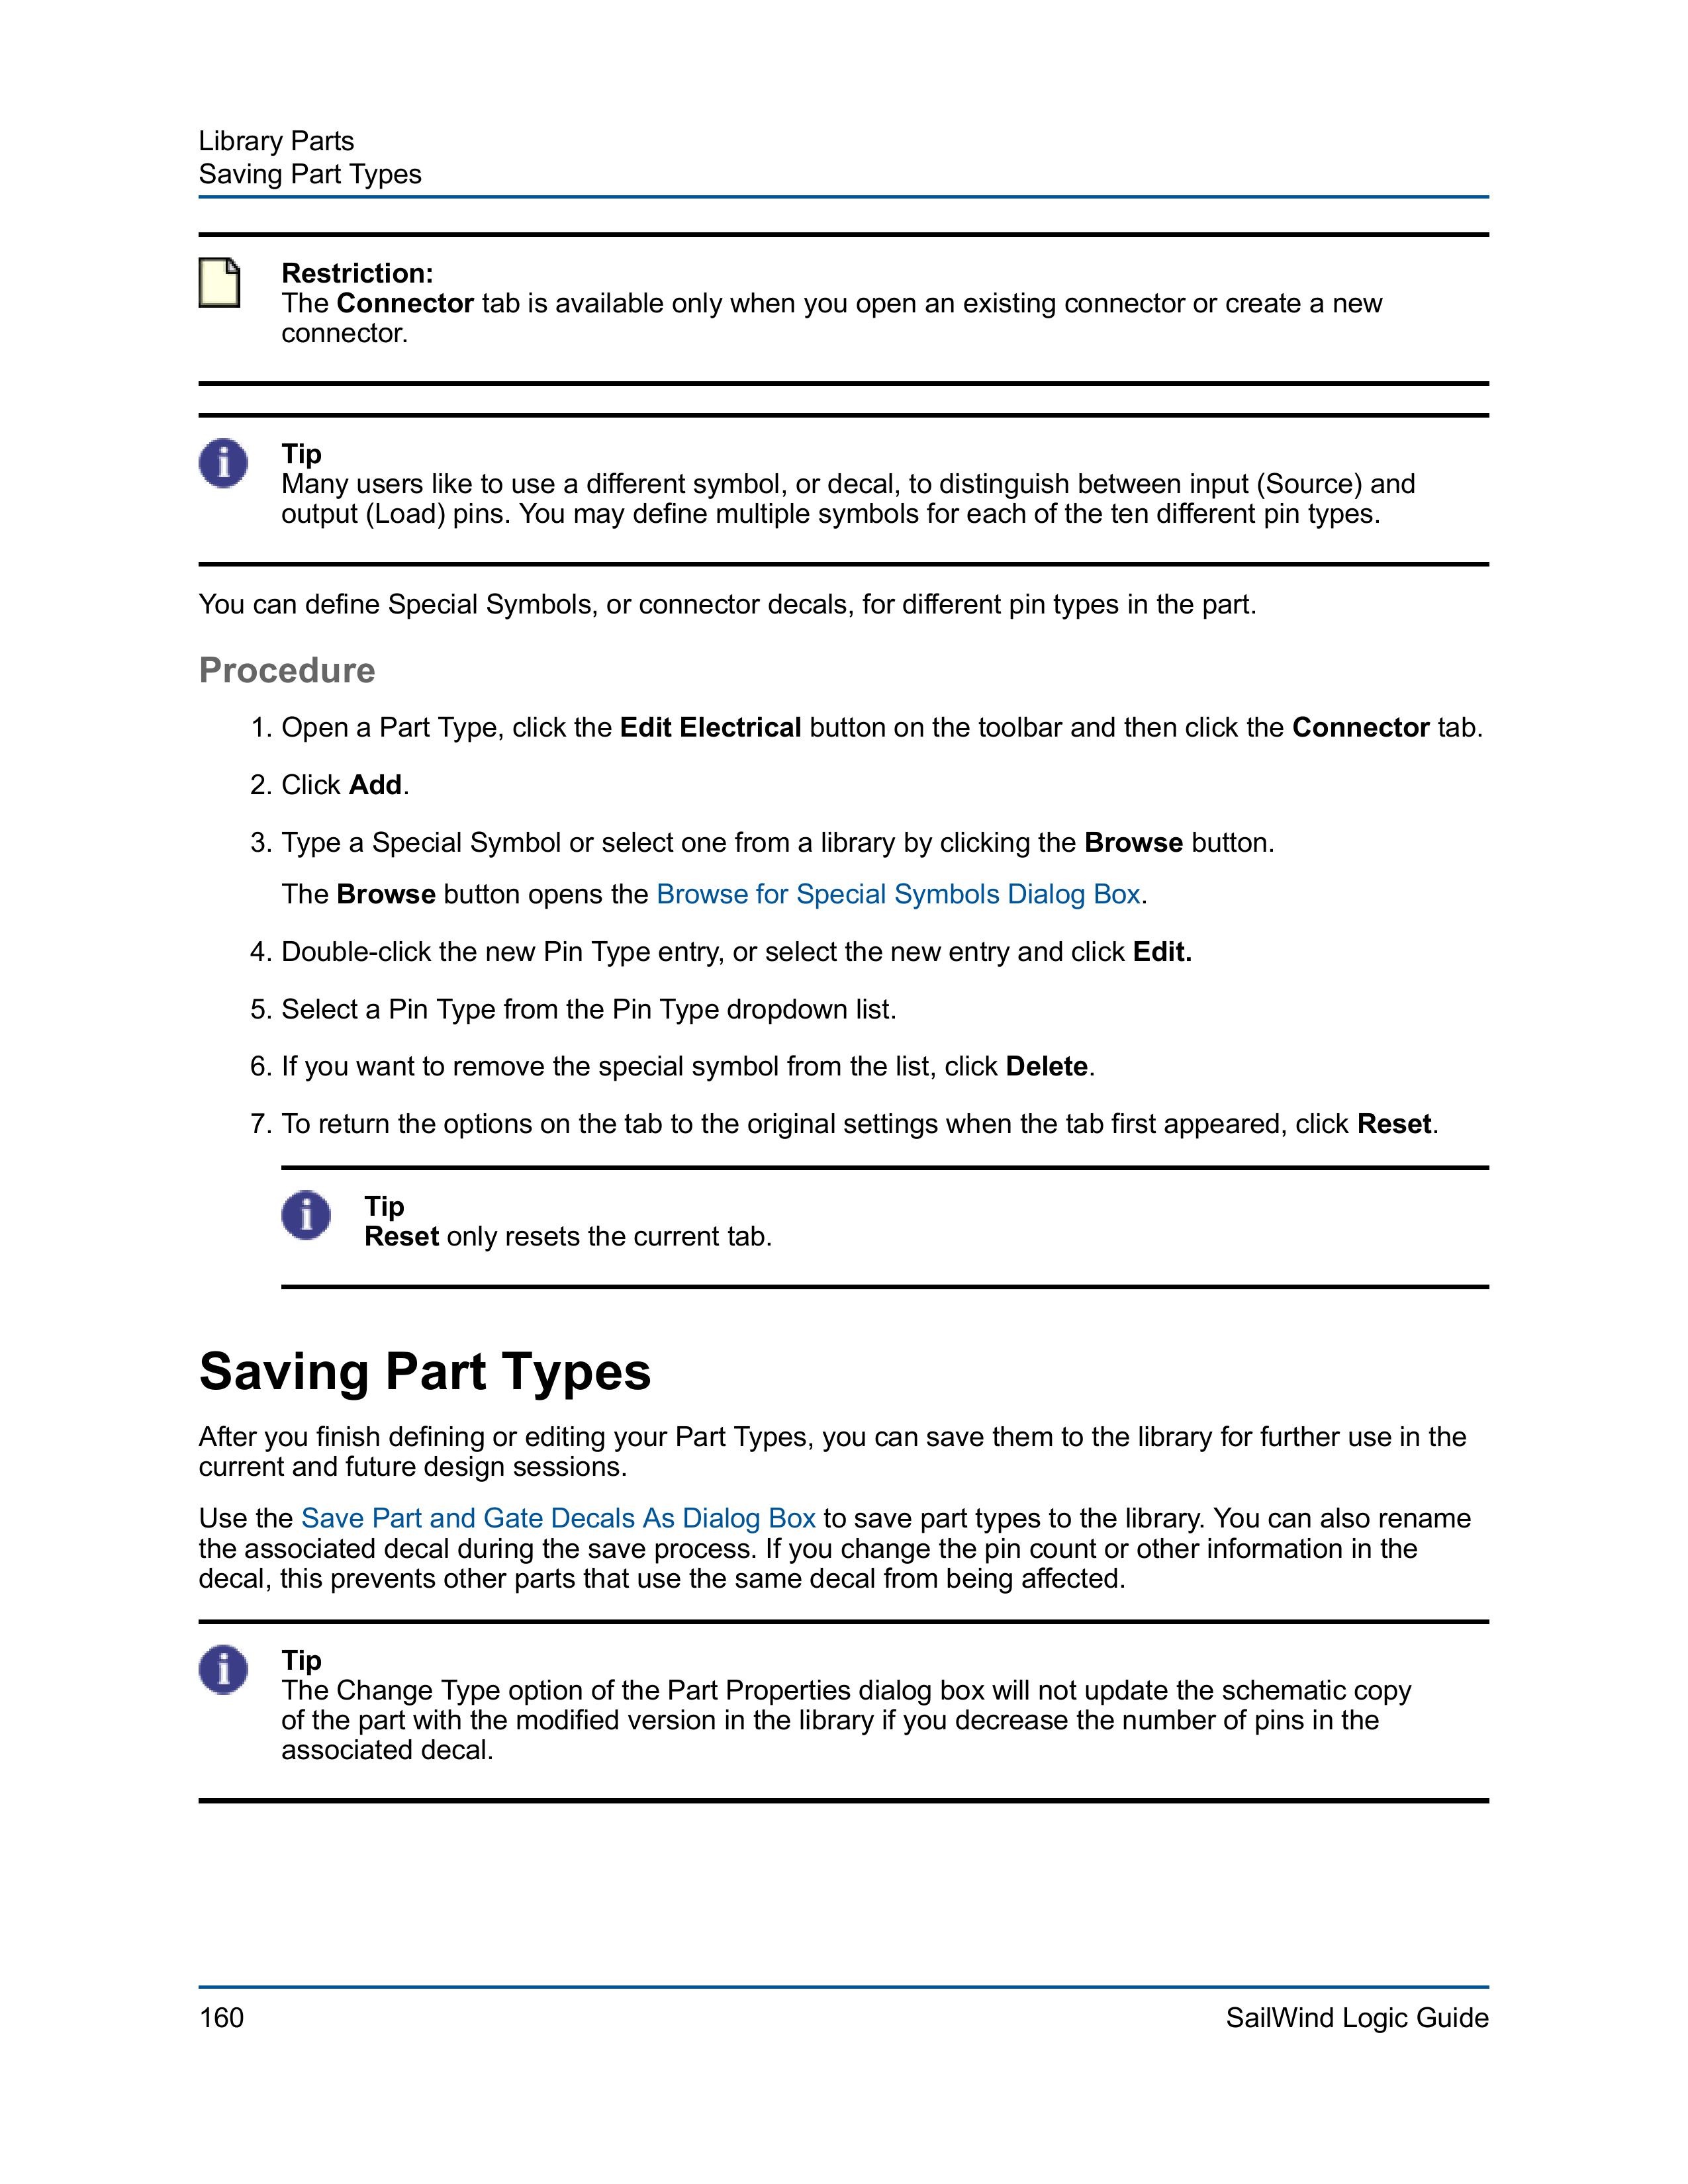 Library Parts
Saving Part Types
Restriction:
The Connector tab is available only when you open an existing connector or create a new
connector.
Tip
Many users like to use a different symbol, or decal, to distinguish between input (Source) and
output (Load) pins. You may define multiple symbols for each of the ten different pin types.
You can define Special Symbols, or connector decals, for different pin types in the part.
Procedure
1. Open a Part Type, click the Edit Electrical button on the toolbar and then click the Connector tab.
2. Click Add.
3. Type a Special Symbol or select one from a library by clicking the Browse button.
The Browse button opens the Browse for Special Symbols Dialog Box.
4. Double-click the new Pin Type entry, or select the new entry and click Edit.
5. Select a Pin Type from the Pin Type dropdown list.
6. If you want to remove the special symbol from the list, click Delete.
7. To return the options on the tab to the original settings when the tab first appeared, click Reset.
Tip
Reset only resets the current tab.
Saving Part Types
After you finish defining or editing your Part Types, you can save them to the library for further use in the
current and future design sessions.
Use the Save Part and Gate Decals As Dialog Box to save part types to the library. You can also rename
the associated decal during the save process. If you change the pin count or other information in the
decal, this prevents other parts that use the same decal from being affected.
Tip
The Change Type option of the Part Properties dialog box will not update the schematic copy
of the part with the modified version in the library if you decrease the number of pins in the
associated decal.
160
SailWind Logic Guide